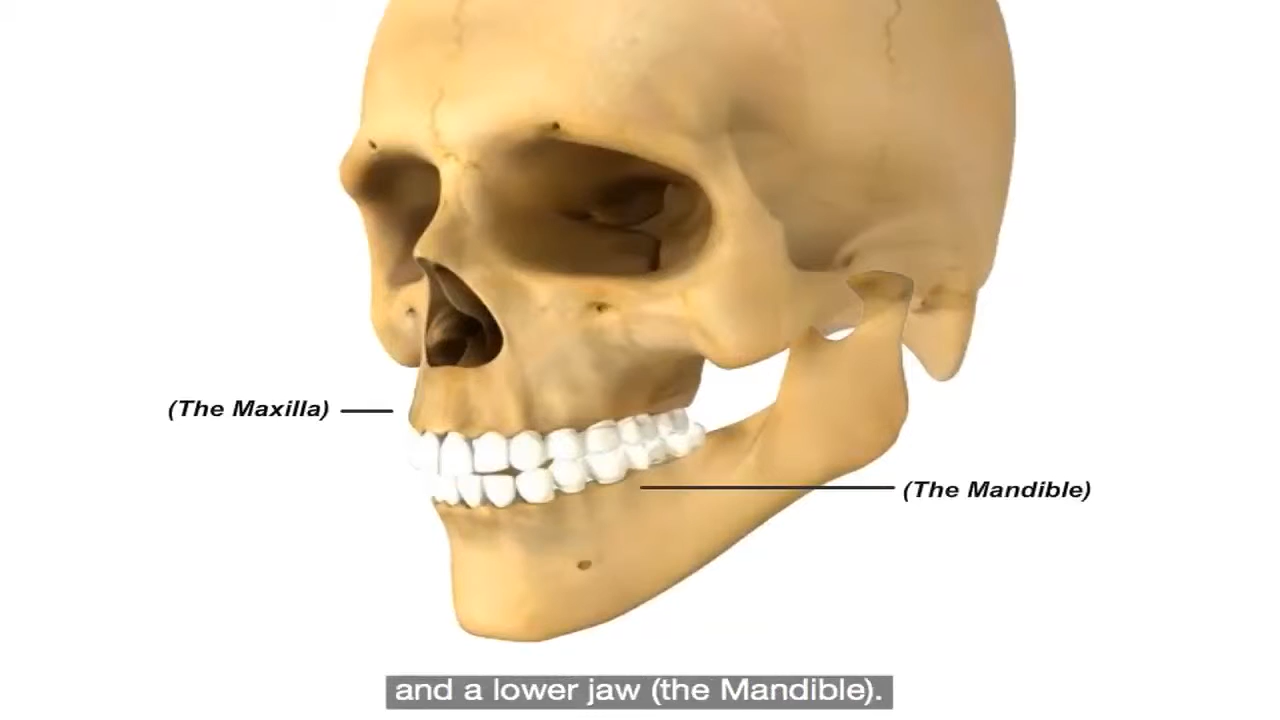 (The Maxilla)
(The Mandible)
and a lower jaw (the Mandible).